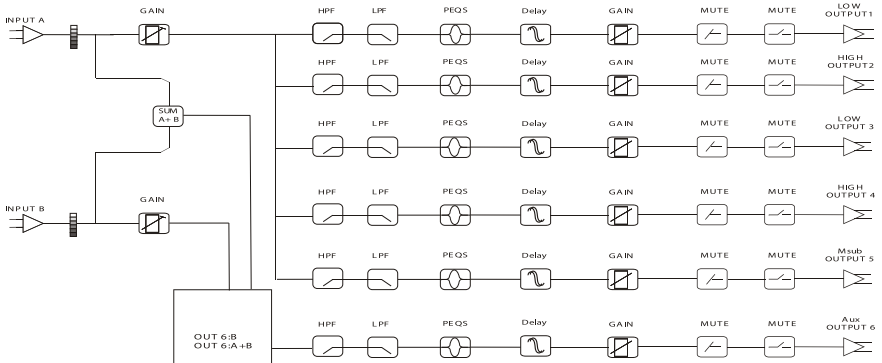 INPUT A
GAIN
HPF LPF PEQS Delay GAIN MUTE MUTE LOW OUTPUT1
HPF LPF PEQS Delay GAIN MUTE MUTE HIGH OUTPUT2
SUM
A+ B
HPF LPF PEQS Delay GAIN MUTE MUTE LOW OUTPUT 3
INPUT B
GAIN
HPF LPF PEQS Delay GAIN MUTE MUTE HIGH OUTPUT 4
HPF LPF PEQS Delay GAIN MUTE MUTE Msub OUTPUT 5
OUT 6:B
OUT 6:A+B
HPF LPF PEQS Delay GAIN MUTE MUTE Aux OUTPUT 6